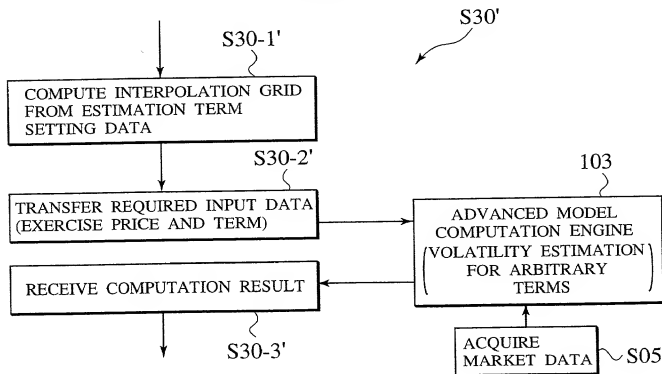 S30-1'
S30'
COMPUTE INTERPOLATION GRID
FROM ESTIMATION TERM
SETTING DATA
S30-2'
TRANSFER REQUIRED INPUT DATA
(EXERCISE PRICE AND TERM)
103
ADVANCED MODEL
COMPUTATION ENGINE
(VOLATILITY ESTIMATION
FOR ARBITRARY
TERMS)
RECEIVE COMPUTATION RESULT
S30-3'
ACQUIRE
MARKET DATA
S05